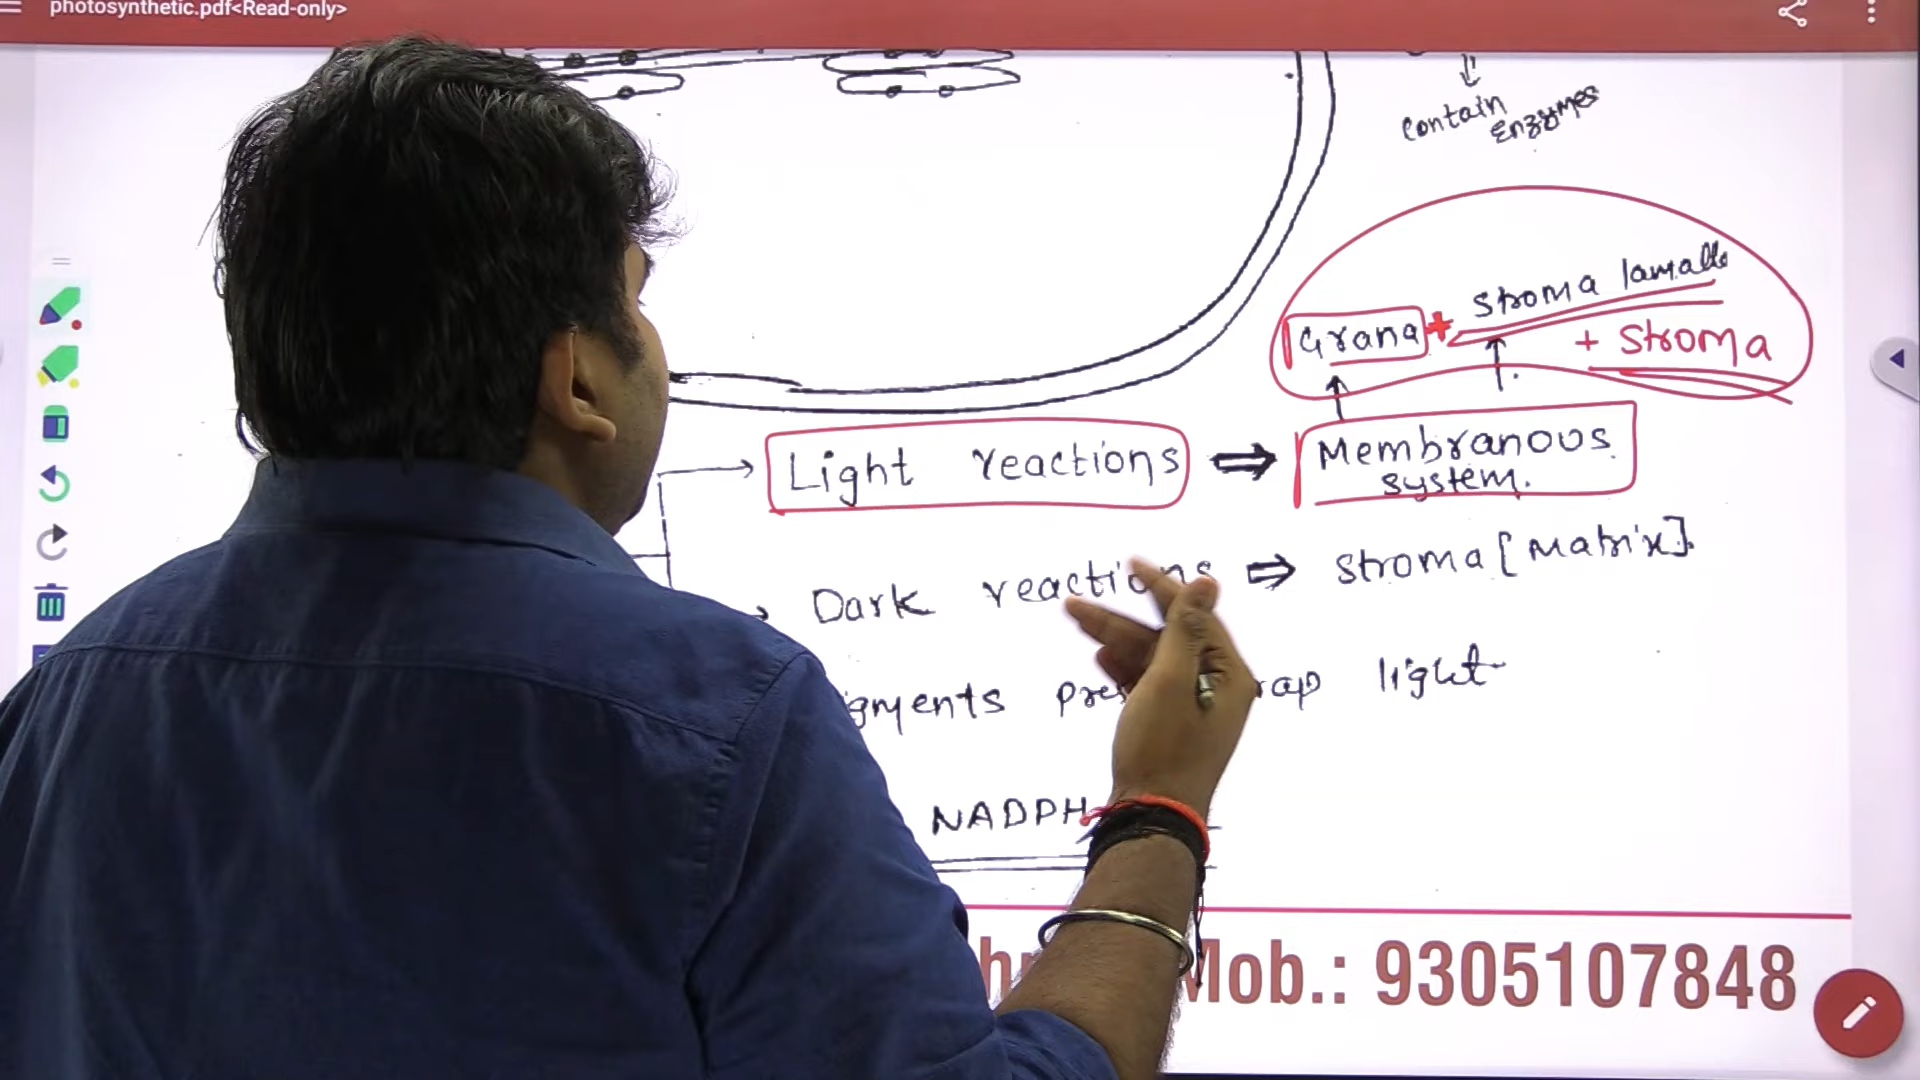 photosynthetic.pdf<Read-only>
contain
Enzymes
Grana + stroma lamalle
+ Stroma
Light reactions ⇒ Membranous
system.
Dark reactions ⇒ stroma [Matrix].
light
NADPH
Mob.: 9305107848